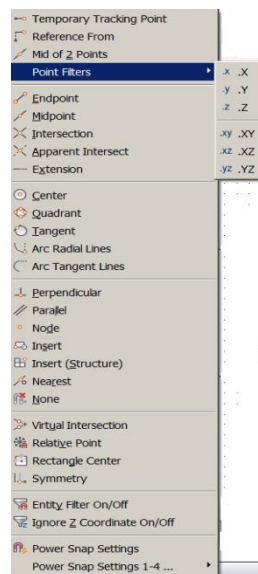 Temporary Tracking Point
Reference From
Mid of 2 Points
Point Filters
.x .X
.y .Y
.z .Z
.xy .XY
.xz .XZ
.yz .YZ
Endpoint
Midpoint
Intersection
Apparent Intersect
Extension
Center
Quadrant
Tangent
Arc Radial Lines
Arc Tangent Lines
Perpendicular
Parallel
Node
Insert
Insert (Structure)
Nearest
None
Virtual Intersection
Relative Point
Rectangle Center
Symmetry
Entity Filter On/Off
Ignore Z Coordinate On/Off
Power Snap Settings
Power Snap Settings 1-4 ...